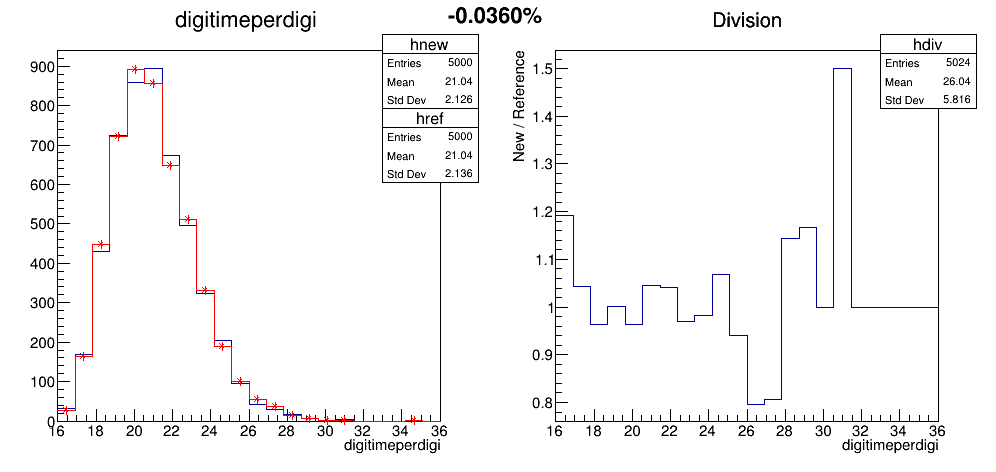 digitimeperdigi
-0.0360%
Division
hnew
Entries 5000
Mean 21.04
Std Dev 2.126
href
Entries 5000
Mean 21.04
Std Dev 2.136
900
800
700
600
500
400
300
200
100
0
16 18 20 22 24 26 28 30 32 34 36
digitimeperdigi
hdiv
Entries 5024
Mean 26.04
Std Dev 5.816
New / Reference
1.5
1.4
1.3
1.2
1.1
1
0.9
0.8
16 18 20 22 24 26 28 30 32 34 36
digitimeperdigi